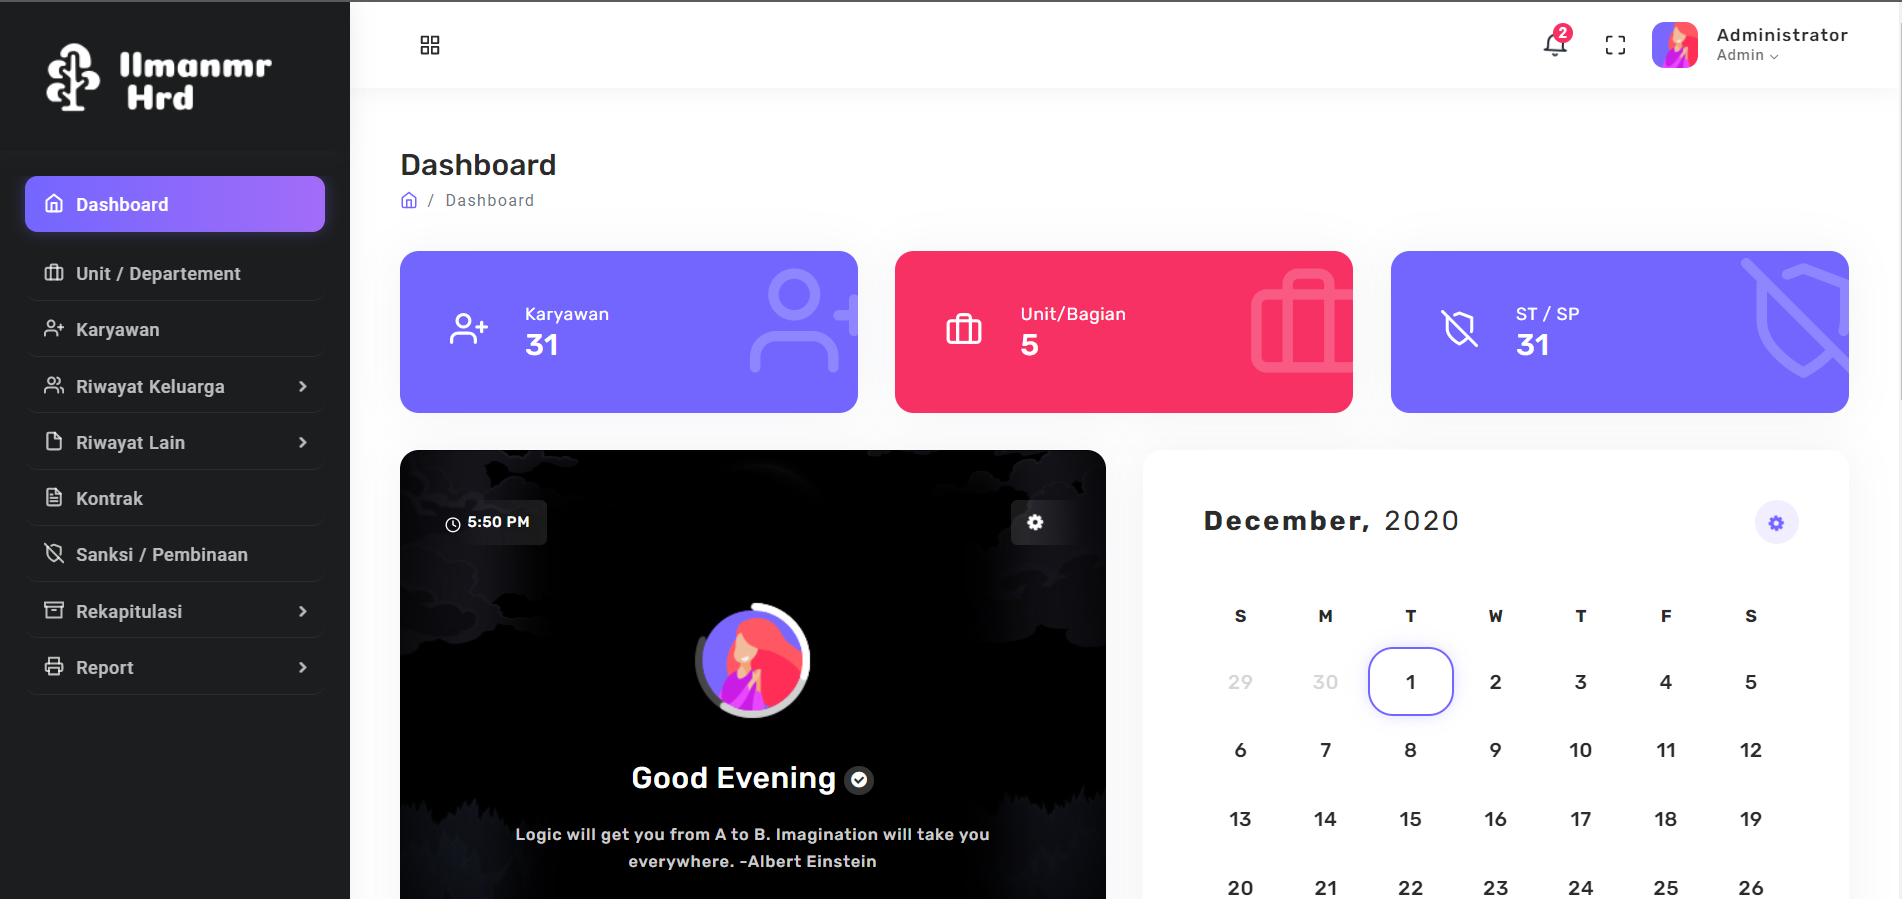 Ilmanmr
Hrd
Dashboard
Unit / Departement
Karyawan
Riwayat Keluarga
Riwayat Lain
Kontrak
Sanksi / Pembinaan
Rekapitulasi
Report
2
Administrator
Admin
Dashboard
/ Dashboard
Karyawan
31
Unit/Bagian
5
ST / SP
31
5:50 PM
Good Evening
Logic will get you from A to B. Imagination will take you
everywhere. -Albert Einstein
December, 2020
S M T W T F S
29 30 1 2 3 4 5
6 7 8 9 10 11 12
13 14 15 16 17 18 19
20 21 22 23 24 25 26